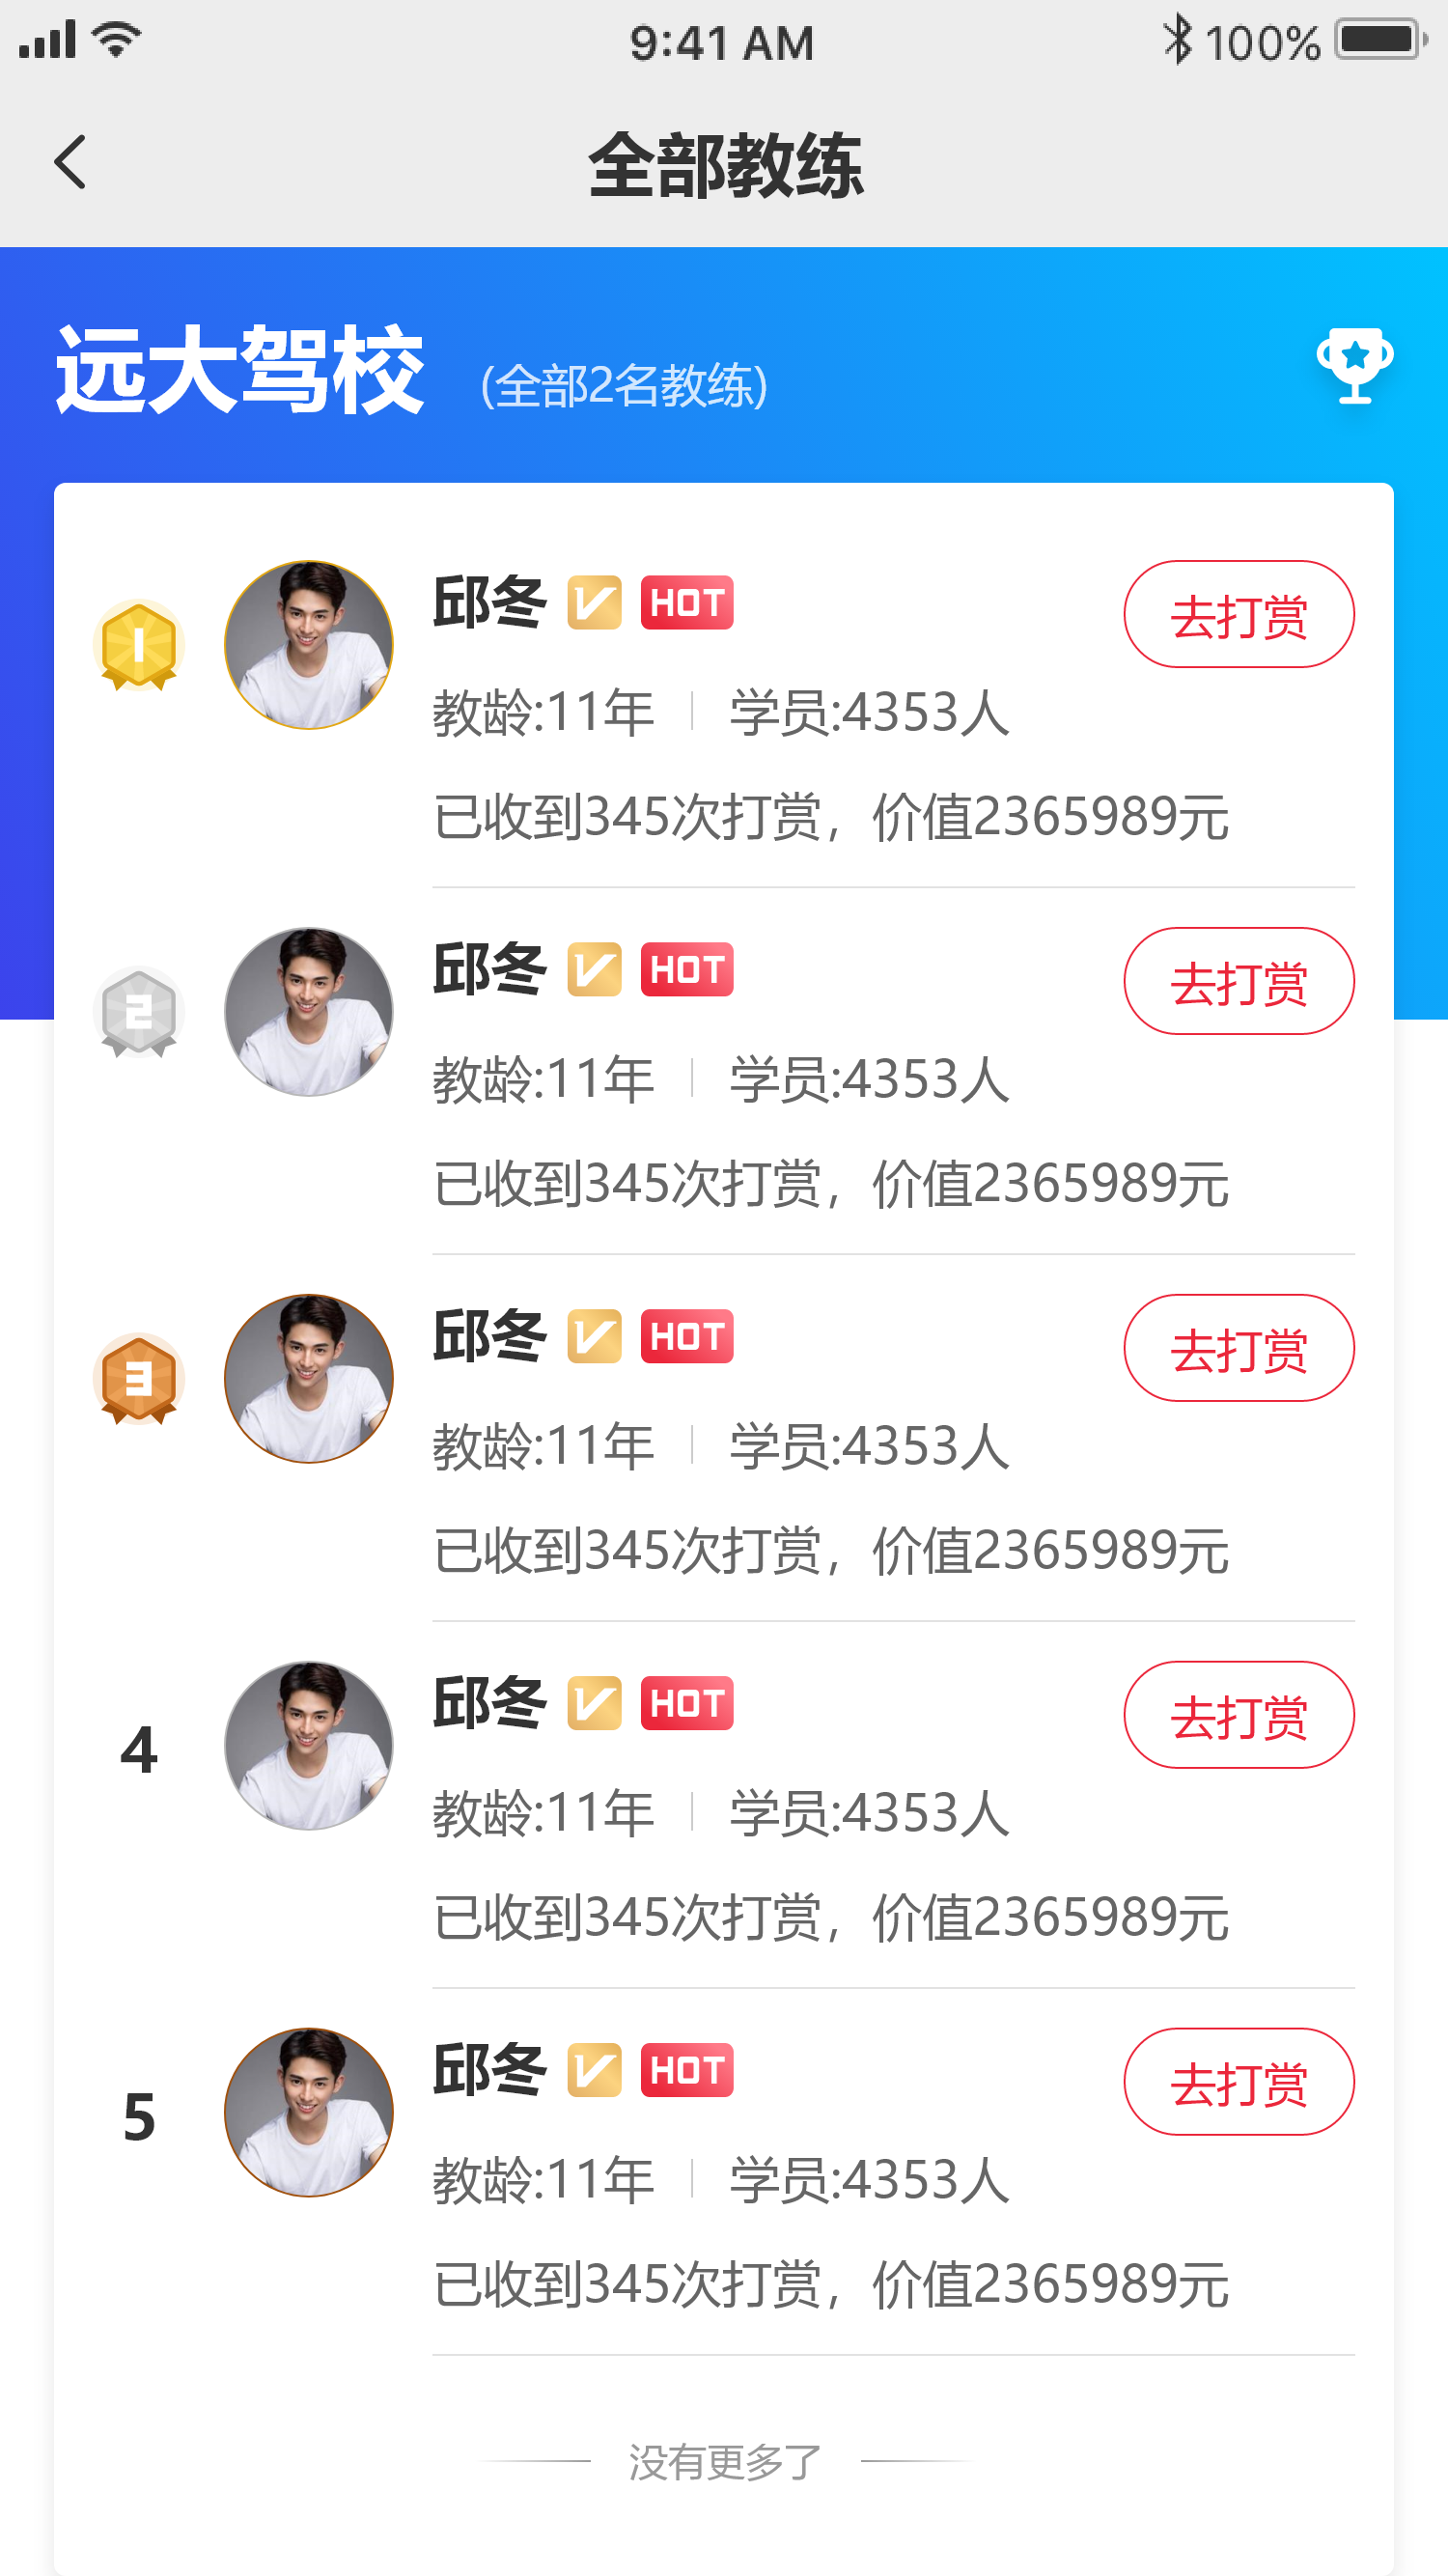 9:41 AM
100%
全部教练
远大驾校 (全部2名教练)
1
邱冬 V HOT
去打赏
教龄:11年 学员:4353人
已收到345次打赏，价值2365989元
2
邱冬 V HOT
去打赏
教龄:11年 学员:4353人
已收到345次打赏，价值2365989元
3
邱冬 V HOT
去打赏
教龄:11年 学员:4353人
已收到345次打赏，价值2365989元
4
邱冬 V HOT
去打赏
教龄:11年 学员:4353人
已收到345次打赏，价值2365989元
5
邱冬 V HOT
去打赏
教龄:11年 学员:4353人
已收到345次打赏，价值2365989元
没有更多了